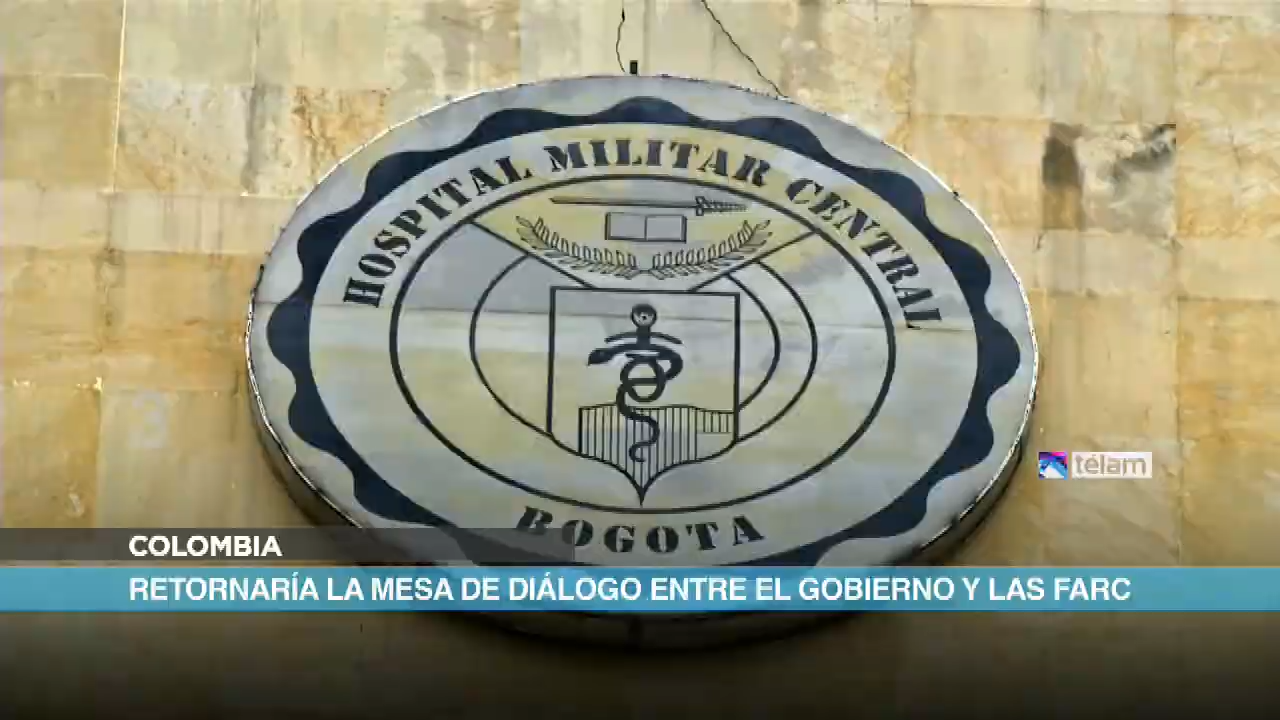 HOSPITAL MILITAR CENTRAL
BOGOTA
télam
COLOMBIA
RETORNARÍA LA MESA DE DIÁLOGO ENTRE EL GOBIERNO Y LAS FARC